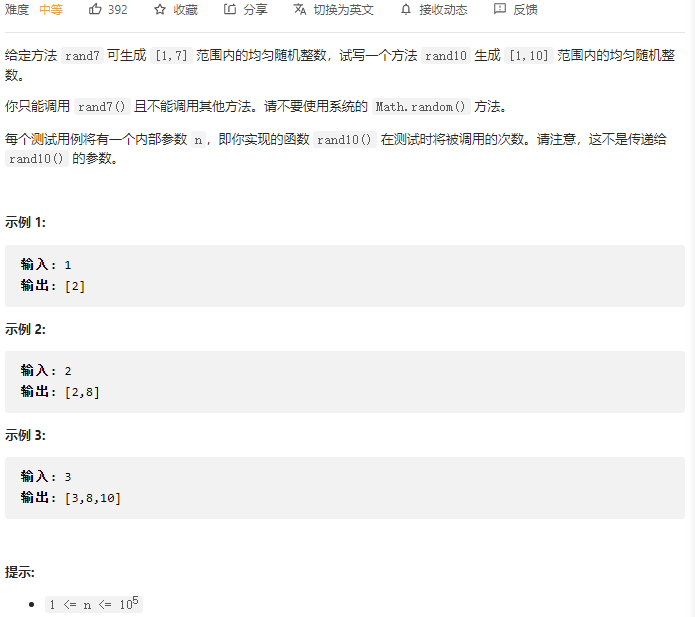 难度 中等 392 收藏 分享 切换为英文 接收动态 反馈
给定方法 rand7 可生成 [1,7] 范围内的均匀随机整数，试写一个方法 rand10 生成 [1,10] 范围内的均匀随机整
数。
你只能调用 rand7() 且不能调用其他方法。请不要使用系统的 Math.random() 方法。
每个测试用例将有一个内部参数 n，即你实现的函数 rand10() 在测试时将被调用的次数。请注意，这不是传递给
rand10() 的参数。
示例 1:
输入: 1
输出: [2]
示例 2:
输入: 2
输出: [2,8]
示例 3:
输入: 3
输出: [3,8,10]
提示:
• 1 <= n <= 10⁵